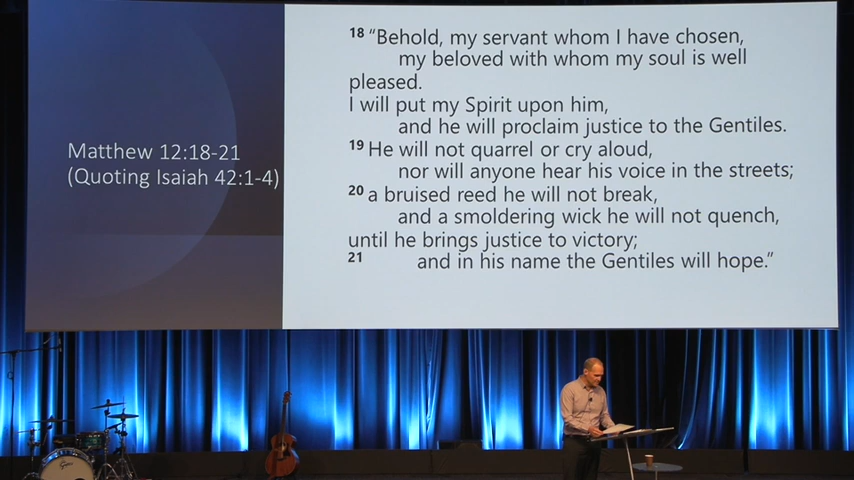 Matthew 12:18-21
(Quoting Isaiah 42:1-4)
18 “Behold, my servant whom I have chosen,
my beloved with whom my soul is well
pleased.
I will put my Spirit upon him,
and he will proclaim justice to the Gentiles.
19 He will not quarrel or cry aloud,
nor will anyone hear his voice in the streets;
20 a bruised reed he will not break,
and a smoldering wick he will not quench,
until he brings justice to victory;
21 and in his name the Gentiles will hope.”
Gretsch